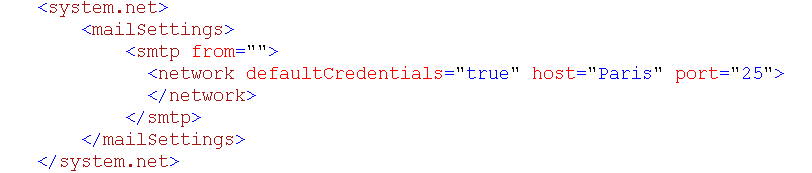 <system.net>
<mailSettings>
<smtp from="">
<network defaultCredentials="true" host="Paris" port="25">
</network>
</smtp>
</mailSettings>
</system.net>